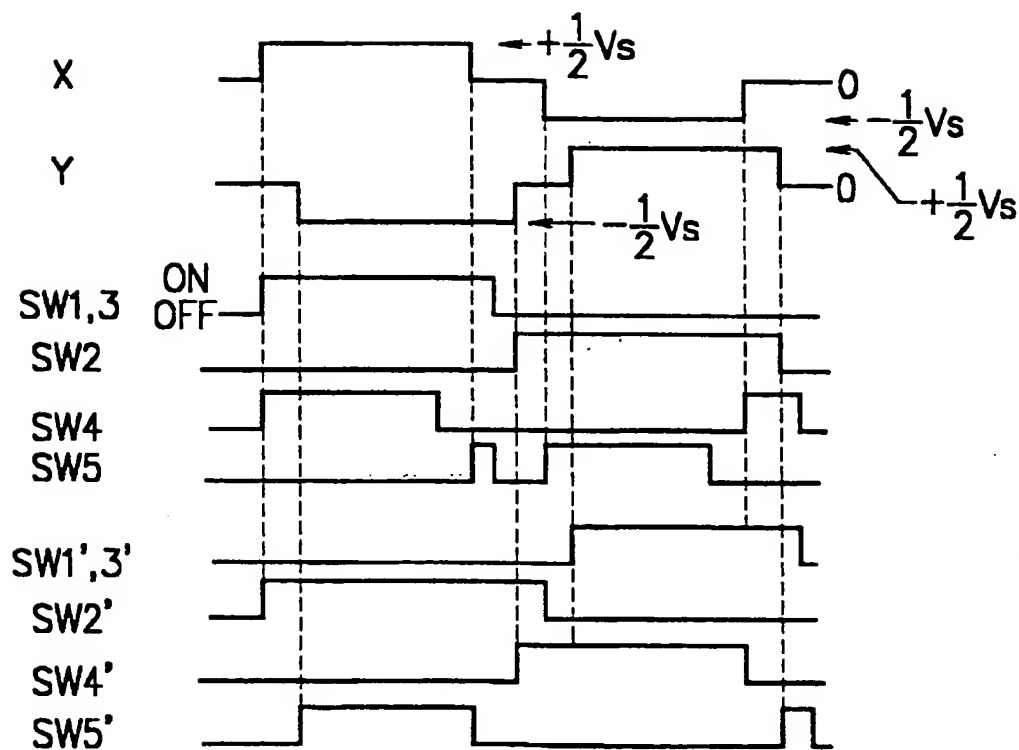 X
+1/2Vs
0
-1/2Vs
Y
0
+1/2Vs
-1/2Vs
ON
SW1,3
OFF
SW2
SW4
SW5
SW1',3'
SW2'
SW4'
SW5'